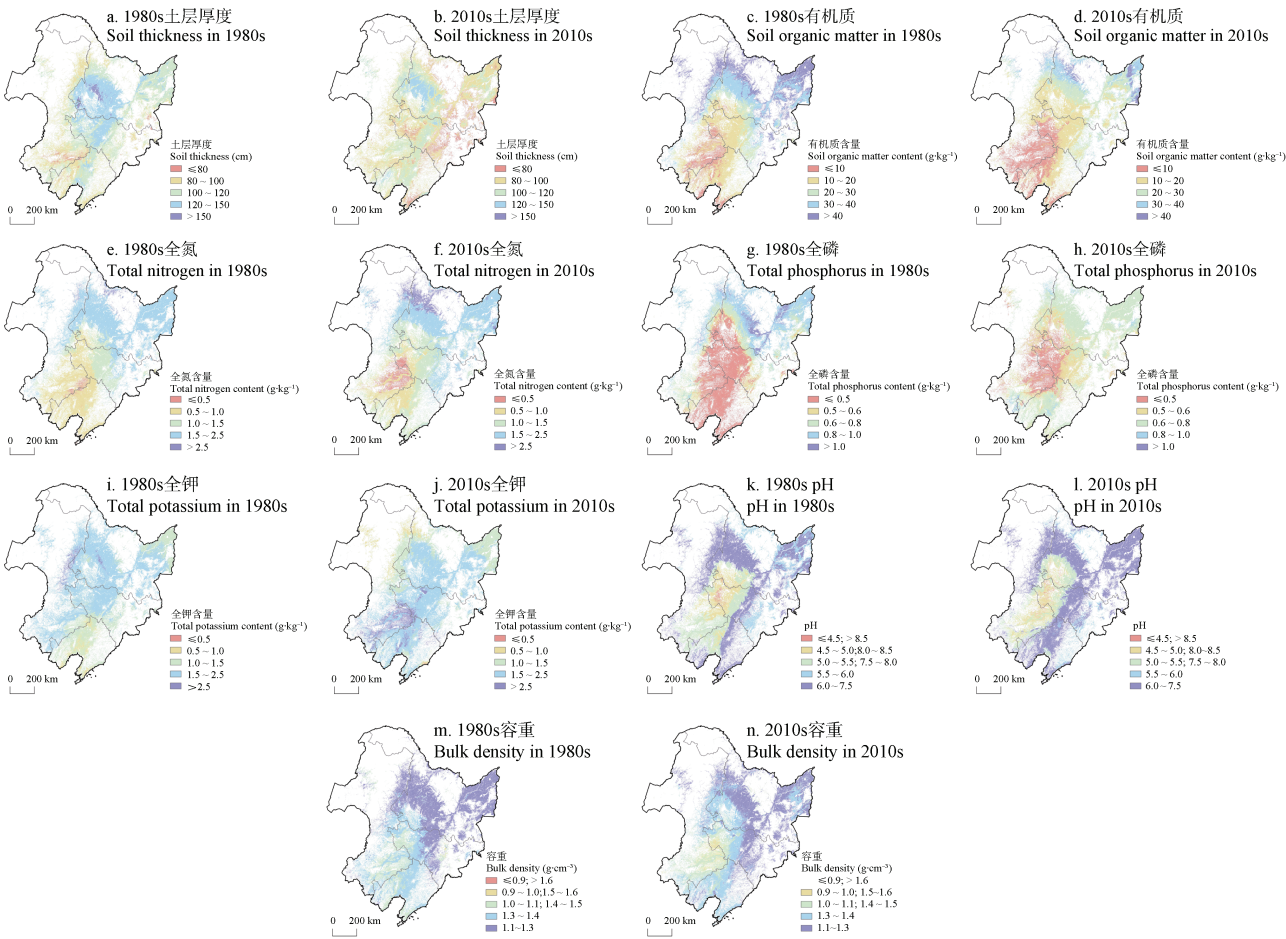 a. 1980s土层厚度
Soil thickness in 1980s
土层厚度
Soil thickness (cm)
≤80
80~100
100~120
120~150
>150
0 200 km
b. 2010s土层厚度
Soil thickness in 2010s
土层厚度
Soil thickness (cm)
≤80
80~100
100~120
120~150
>150
0 200 km
c. 1980s有机质
Soil organic matter in 1980s
有机质含量
Soil organic matter content (g·kg⁻¹)
≤10
10~20
20~30
30~40
>40
0 200 km
d. 2010s有机质
Soil organic matter in 2010s
有机质含量
Soil organic matter content (g·kg⁻¹)
≤10
10~20
20~30
30~40
>40
0 200 km
e. 1980s全氮
Total nitrogen in 1980s
全氮含量
Total nitrogen content (g·kg⁻¹)
≤0.5
0.5~1.0
1.0~1.5
1.5~2.5
>2.5
0 200 km
f. 2010s全氮
Total nitrogen in 2010s
全氮含量
Total nitrogen content (g·kg⁻¹)
≤0.5
0.5~1.0
1.0~1.5
1.5~2.5
>2.5
0 200 km
g. 1980s全磷
Total phosphorus in 1980s
全磷含量
Total phosphorus content (g·kg⁻¹)
≤ 0.5
0.5~0.6
0.6~0.8
0.8~1.0
>1.0
0 200 km
h. 2010s全磷
Total phosphorus in 2010s
全磷含量
Total phosphorus content (g·kg⁻¹)
≤0.5
0.5~0.6
0.6~0.8
0.8~1.0
>1.0
0 200 km
i. 1980s全钾
Total potassium in 1980s
全钾含量
Total potassium content (g·kg⁻¹)
≤0.5
0.5~1.0
1.0~1.5
1.5~2.5
>2.5
0 200 km
j. 2010s全钾
Total potassium in 2010s
全钾含量
Total potassium content (g·kg⁻¹)
≤0.5
0.5~1.0
1.0~1.5
1.5~2.5
>2.5
0 200 km
k. 1980s pH
pH in 1980s
pH
≤4.5; >8.5
4.5~5.0;8.0~8.5
5.0~5.5; 7.5~8.0
5.5~6.0
6.0~7.5
0 200 km
l. 2010s pH
pH in 2010s
pH
≤4.5; >8.5
4.5~5.0; 8.0~8.5
5.0~5.5; 7.5~8.0
5.5~6.0
6.0~7.5
0 200 km
m. 1980s容重
Bulk density in 1980s
容重
Bulk density (g·cm⁻³)
≤0.9; >1.6
0.9~1.0;1.5~1.6
1.0~1.1; 1.4~1.5
1.3~1.4
1.1~1.3
0 200 km
n. 2010s容重
Bulk density in 2010s
容重
Bulk density (g·cm⁻³)
≤0.9; >1.6
0.9~1.0; 1.5~1.6
1.0~1.1; 1.4~1.5
1.3~1.4
1.1~1.3
0 200 km